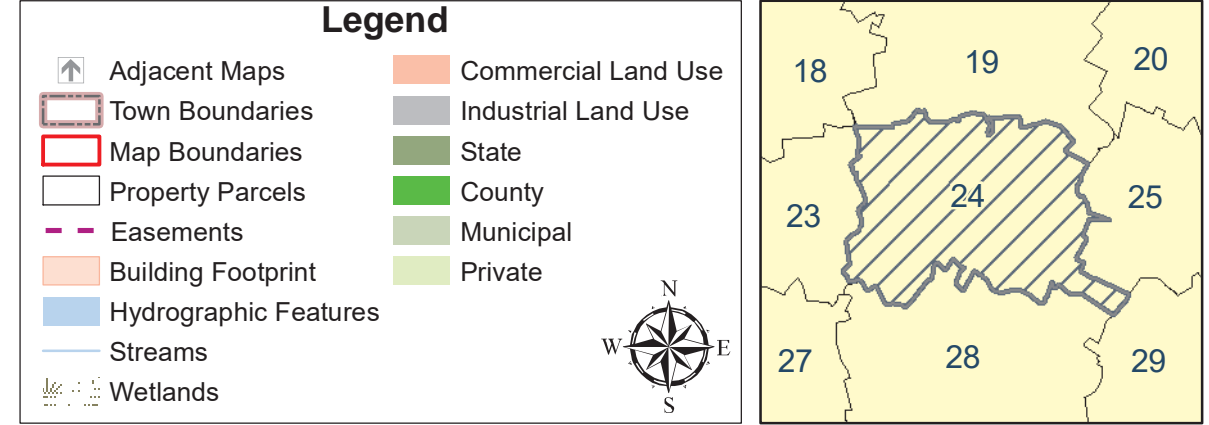 Legend
Adjacent Maps
Town Boundaries
Map Boundaries
Property Parcels
Easements
Building Footprint
Hydrographic Features
Streams
Wetlands
Commercial Land Use
Industrial Land Use
State
County
Municipal
Private
N
W E
S
18 19 20
23 24 25
27 28 29